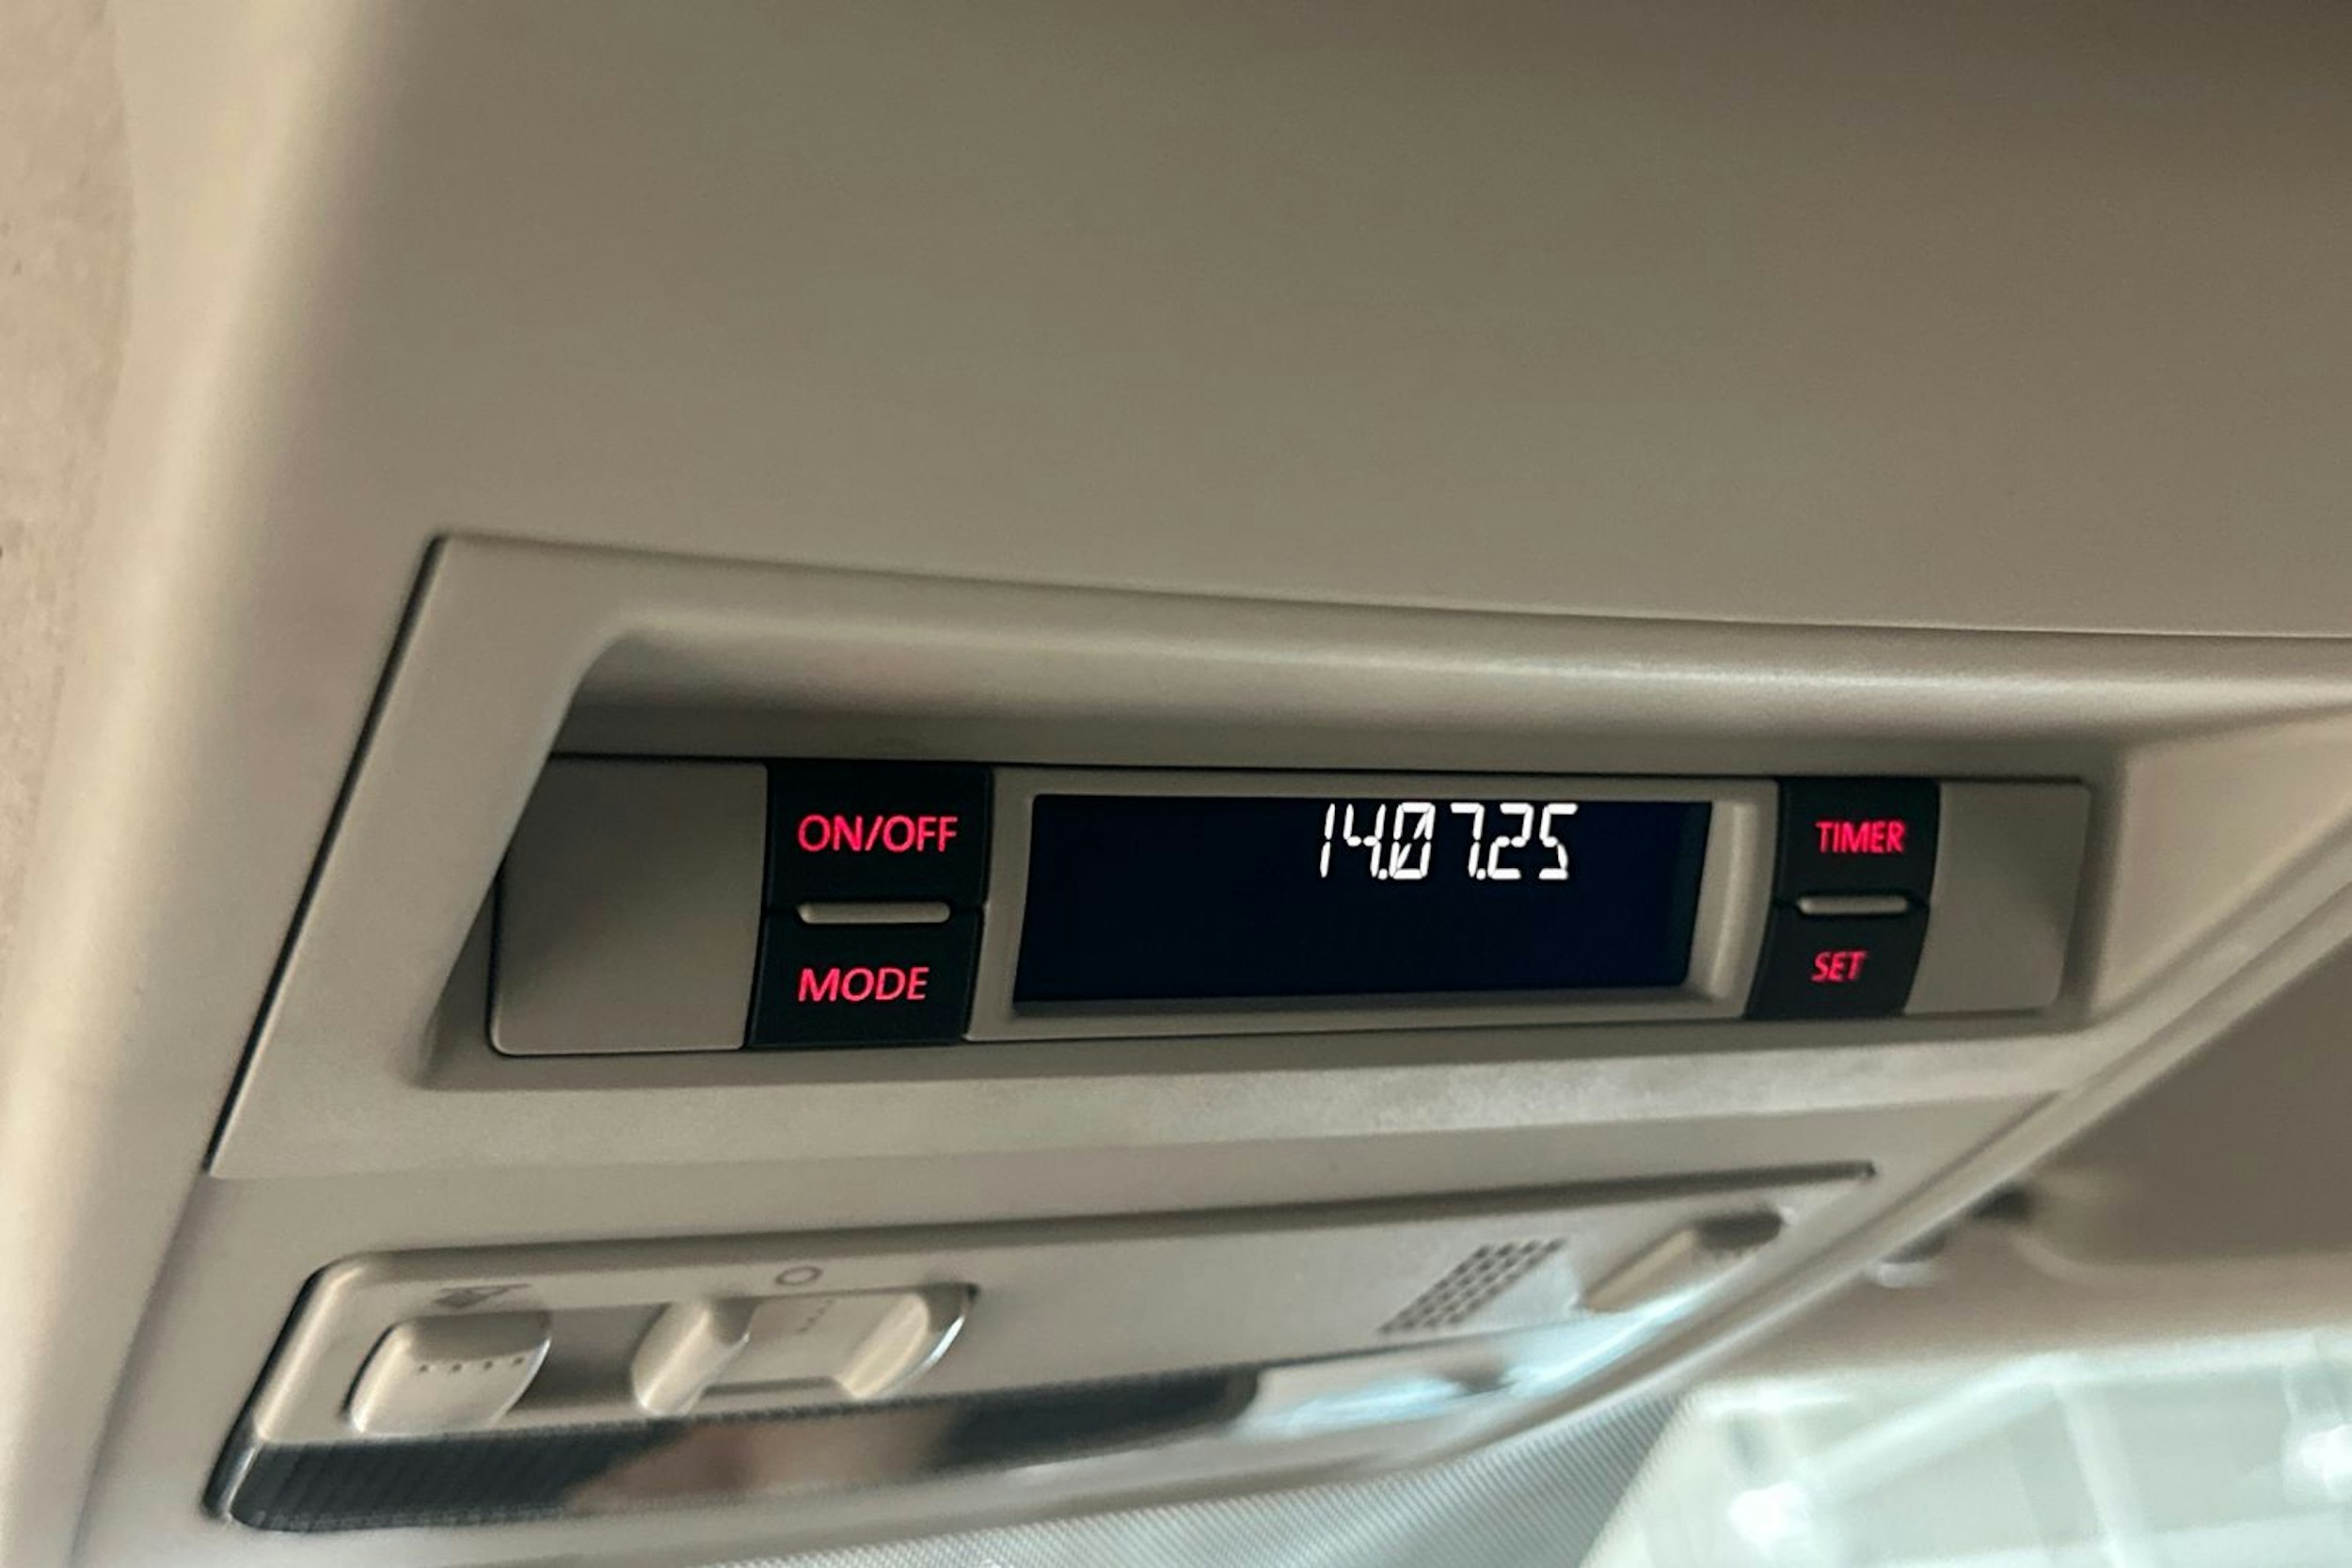 ON/OFF
14.07.25
TIMER
MODE
SET